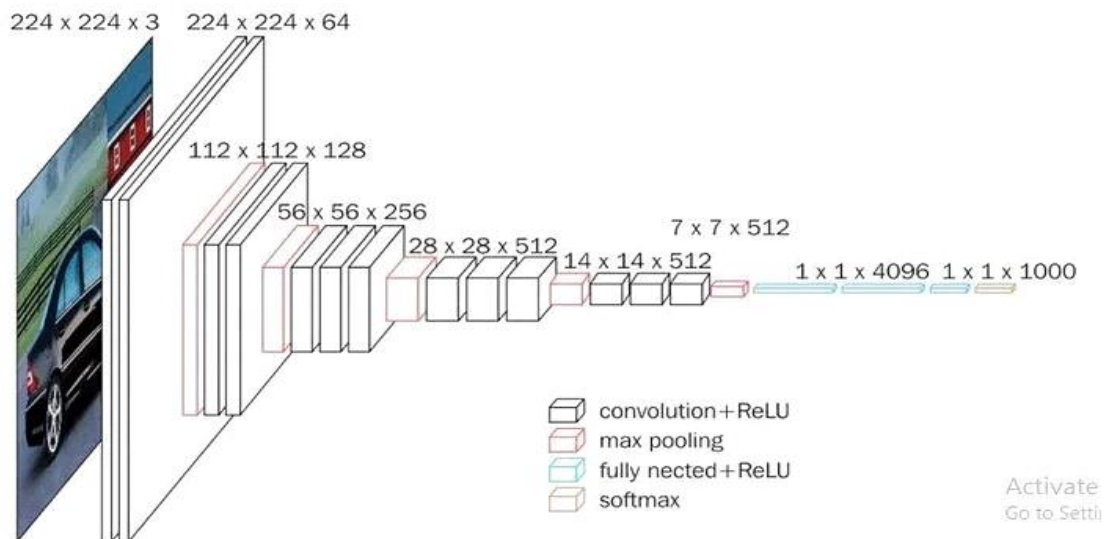 224 x 224 x 3
224 x 224 x 64
112 x 112 x 128
56 x 56 x 256
28 x 28 x 512
14 x 14 x 512
7 x 7 x 512
1 x 1 x 4096
1 x 1 x 1000
convolution+ReLU
max pooling
fully nected+ReLU
softmax
Activate
Go to Setti